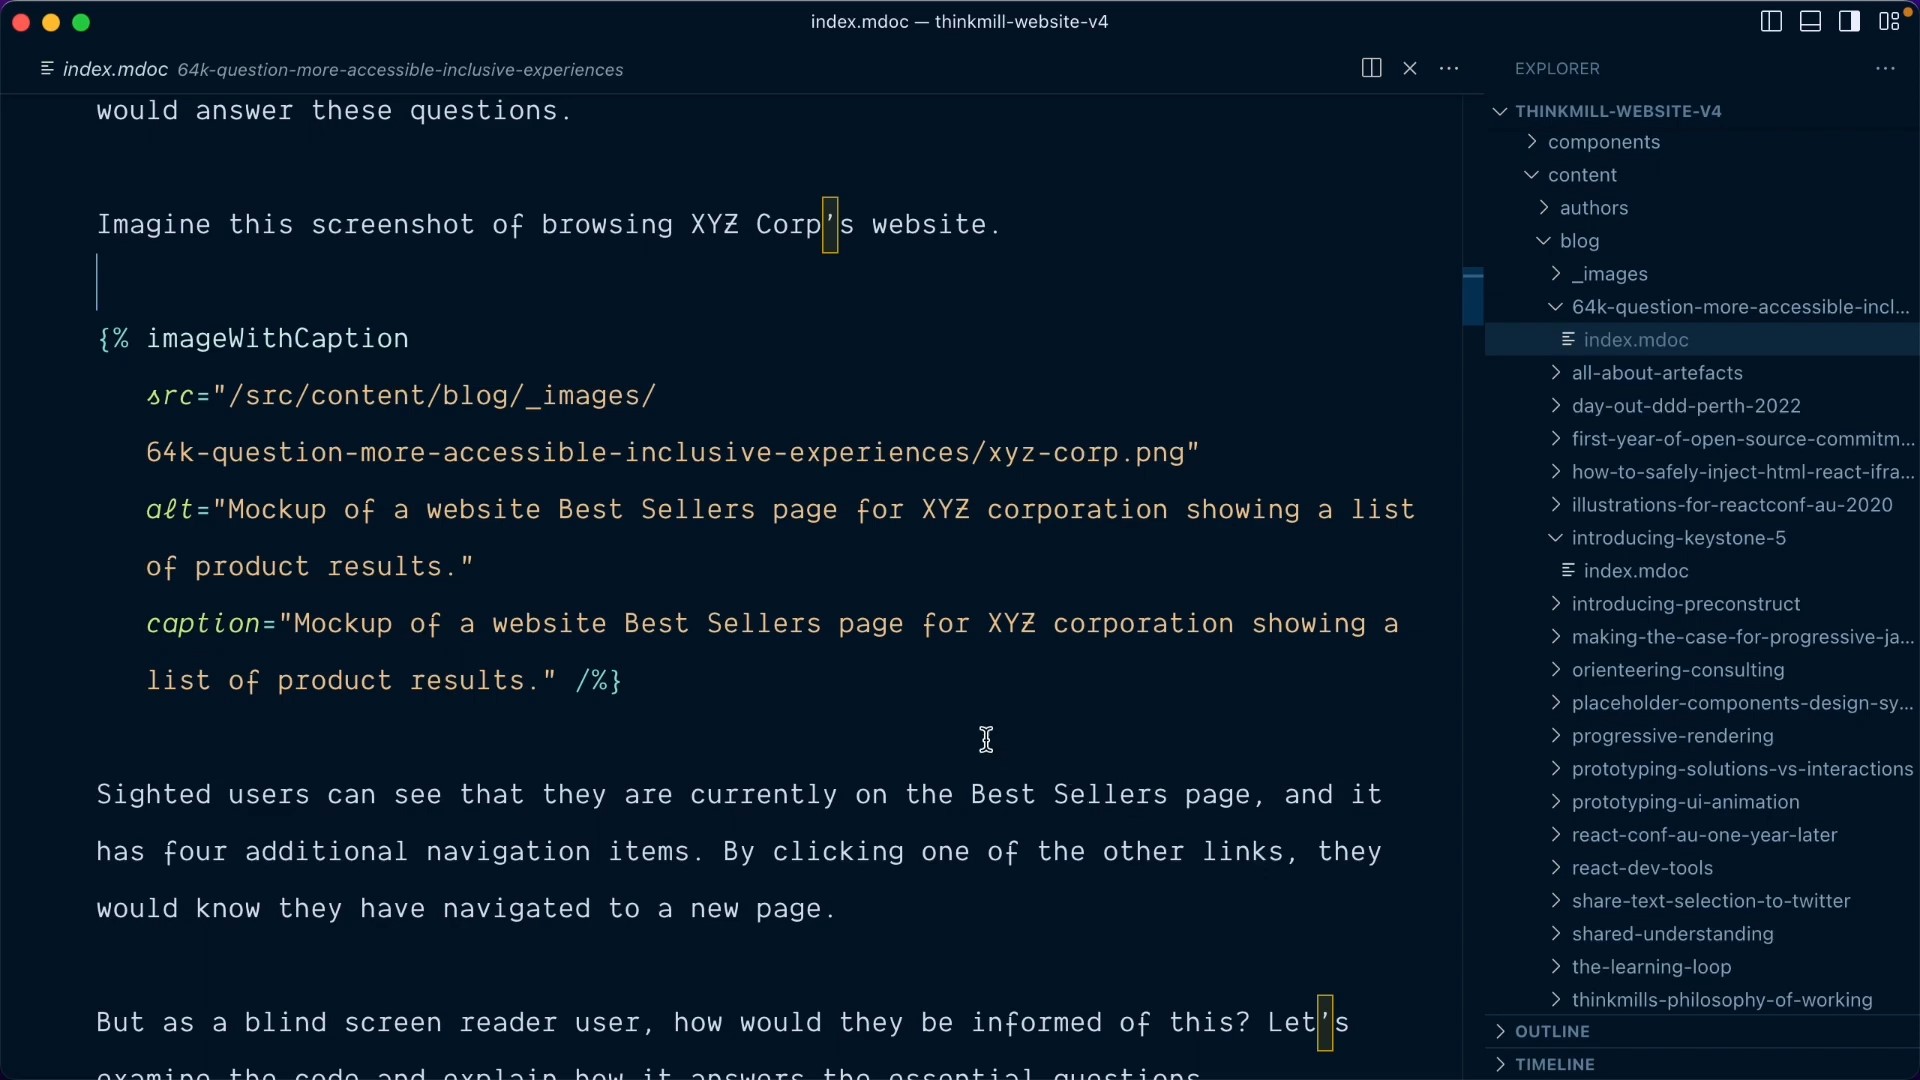 index.mdoc — thinkmill-website-v4
index.mdoc 64k-question-more-accessible-inclusive-experiences
would answer these questions.
Imagine this screenshot of browsing XYZ Corp’s website.
{% imageWithCaption
src="/src/content/blog/_images/
64k-question-more-accessible-inclusive-experiences/xyz-corp.png"
alt="Mockup of a website Best Sellers page for XYZ corporation showing a list
of product results."
caption="Mockup of a website Best Sellers page for XYZ corporation showing a
list of product results." /%}
Sighted users can see that they are currently on the Best Sellers page, and it
has four additional navigation items. By clicking one of the other links, they
would know they have navigated to a new page.
But as a blind screen reader user, how would they be informed of this? Let’s
examine the code and explain how it answers the essential questions
EXPLORER
THINKMILL-WEBSITE-V4
components
content
authors
blog
_images
64k-question-more-accessible-incl...
index.mdoc
all-about-artefacts
day-out-ddd-perth-2022
first-year-of-open-source-commitm...
how-to-safely-inject-html-react-ifra...
illustrations-for-reactconf-au-2020
introducing-keystone-5
index.mdoc
introducing-preconstruct
making-the-case-for-progressive-ja...
orienteering-consulting
placeholder-components-design-sy...
progressive-rendering
prototyping-solutions-vs-interactions
prototyping-ui-animation
react-conf-au-one-year-later
react-dev-tools
share-text-selection-to-twitter
shared-understanding
the-learning-loop
thinkmills-philosophy-of-working
OUTLINE
TIMELINE